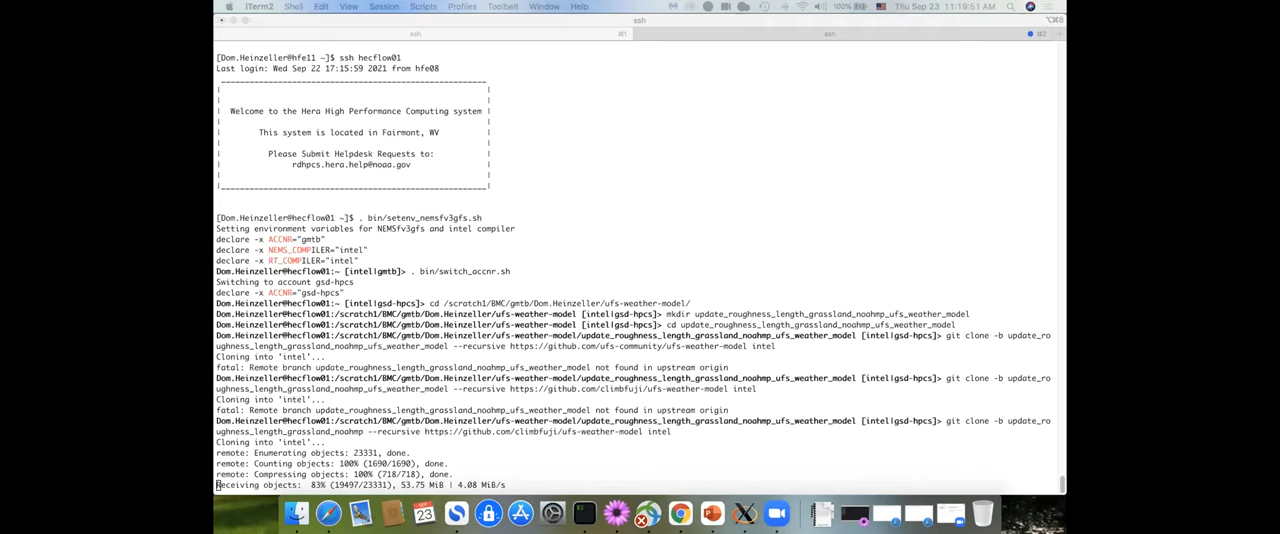 iTerm2 Shell Edit View Session Scripts Profiles Toolbelt Window Help 100% Thu Sep 23 11:19:51 AM
ssh ⌥⌘8
ssh ⌘1 ssh ⌘2
[Dom.Heinzeller@hfe11 ~]$ ssh hecflow01
Last login: Wed Sep 22 17:15:59 2021 from hfe08
Welcome to the Hera High Performance Computing system
This system is located in Fairmont, WV
Please Submit Helpdesk Requests to:
rdhpcs.hera.help@noaa.gov
[Dom.Heinzeller@hecflow01 ~]$ . bin/setenv_nemsfv3gfs.sh
Setting environment variables for NEMSfv3gfs and intel compiler
declare -x ACCNR="gmtb"
declare -x NEMS_COMPILER="intel"
declare -x RT_COMPILER="intel"
Dom.Heinzeller@hecflow01:~ [intel|gmtb]> . bin/switch_accnr.sh
Switching to account gsd-hpcs
declare -x ACCNR="gsd-hpcs"
Dom.Heinzeller@hecflow01:~ [intel|gsd-hpcs]> cd /scratch1/BMC/gmtb/Dom.Heinzeller/ufs-weather-model/
Dom.Heinzeller@hecflow01:/scratch1/BMC/gmtb/Dom.Heinzeller/ufs-weather-model [intel|gsd-hpcs]> mkdir update_roughness_length_grassland_noahmp_ufs_weather_model
Dom.Heinzeller@hecflow01:/scratch1/BMC/gmtb/Dom.Heinzeller/ufs-weather-model [intel|gsd-hpcs]> cd update_roughness_length_grassland_noahmp_ufs_weather_model
Dom.Heinzeller@hecflow01:/scratch1/BMC/gmtb/Dom.Heinzeller/ufs-weather-model/update_roughness_length_grassland_noahmp_ufs_weather_model [intel|gsd-hpcs]> git clone -b update_ro
ughness_length_grassland_noahmp_ufs_weather_model --recursive https://github.com/ufs-community/ufs-weather-model intel
Cloning into 'intel'...
fatal: Remote branch update_roughness_length_grassland_noahmp_ufs_weather_model not found in upstream origin
Dom.Heinzeller@hecflow01:/scratch1/BMC/gmtb/Dom.Heinzeller/ufs-weather-model/update_roughness_length_grassland_noahmp_ufs_weather_model [intel|gsd-hpcs]> git clone -b update_ro
ughness_length_grassland_noahmp_ufs_weather_model --recursive https://github.com/climbfuji/ufs-weather-model intel
Cloning into 'intel'...
fatal: Remote branch update_roughness_length_grassland_noahmp_ufs_weather_model not found in upstream origin
Dom.Heinzeller@hecflow01:/scratch1/BMC/gmtb/Dom.Heinzeller/ufs-weather-model/update_roughness_length_grassland_noahmp_ufs_weather_model [intel|gsd-hpcs]> git clone -b update_ro
ughness_length_grassland_noahmp --recursive https://github.com/climbfuji/ufs-weather-model intel
Cloning into 'intel'...
remote: Enumerating objects: 23331, done.
remote: Counting objects: 100% (1690/1690), done.
remote: Compressing objects: 100% (718/718), done.
Receiving objects: 83% (19497/23331), 53.75 MiB | 4.08 MiB/s
SEP
23